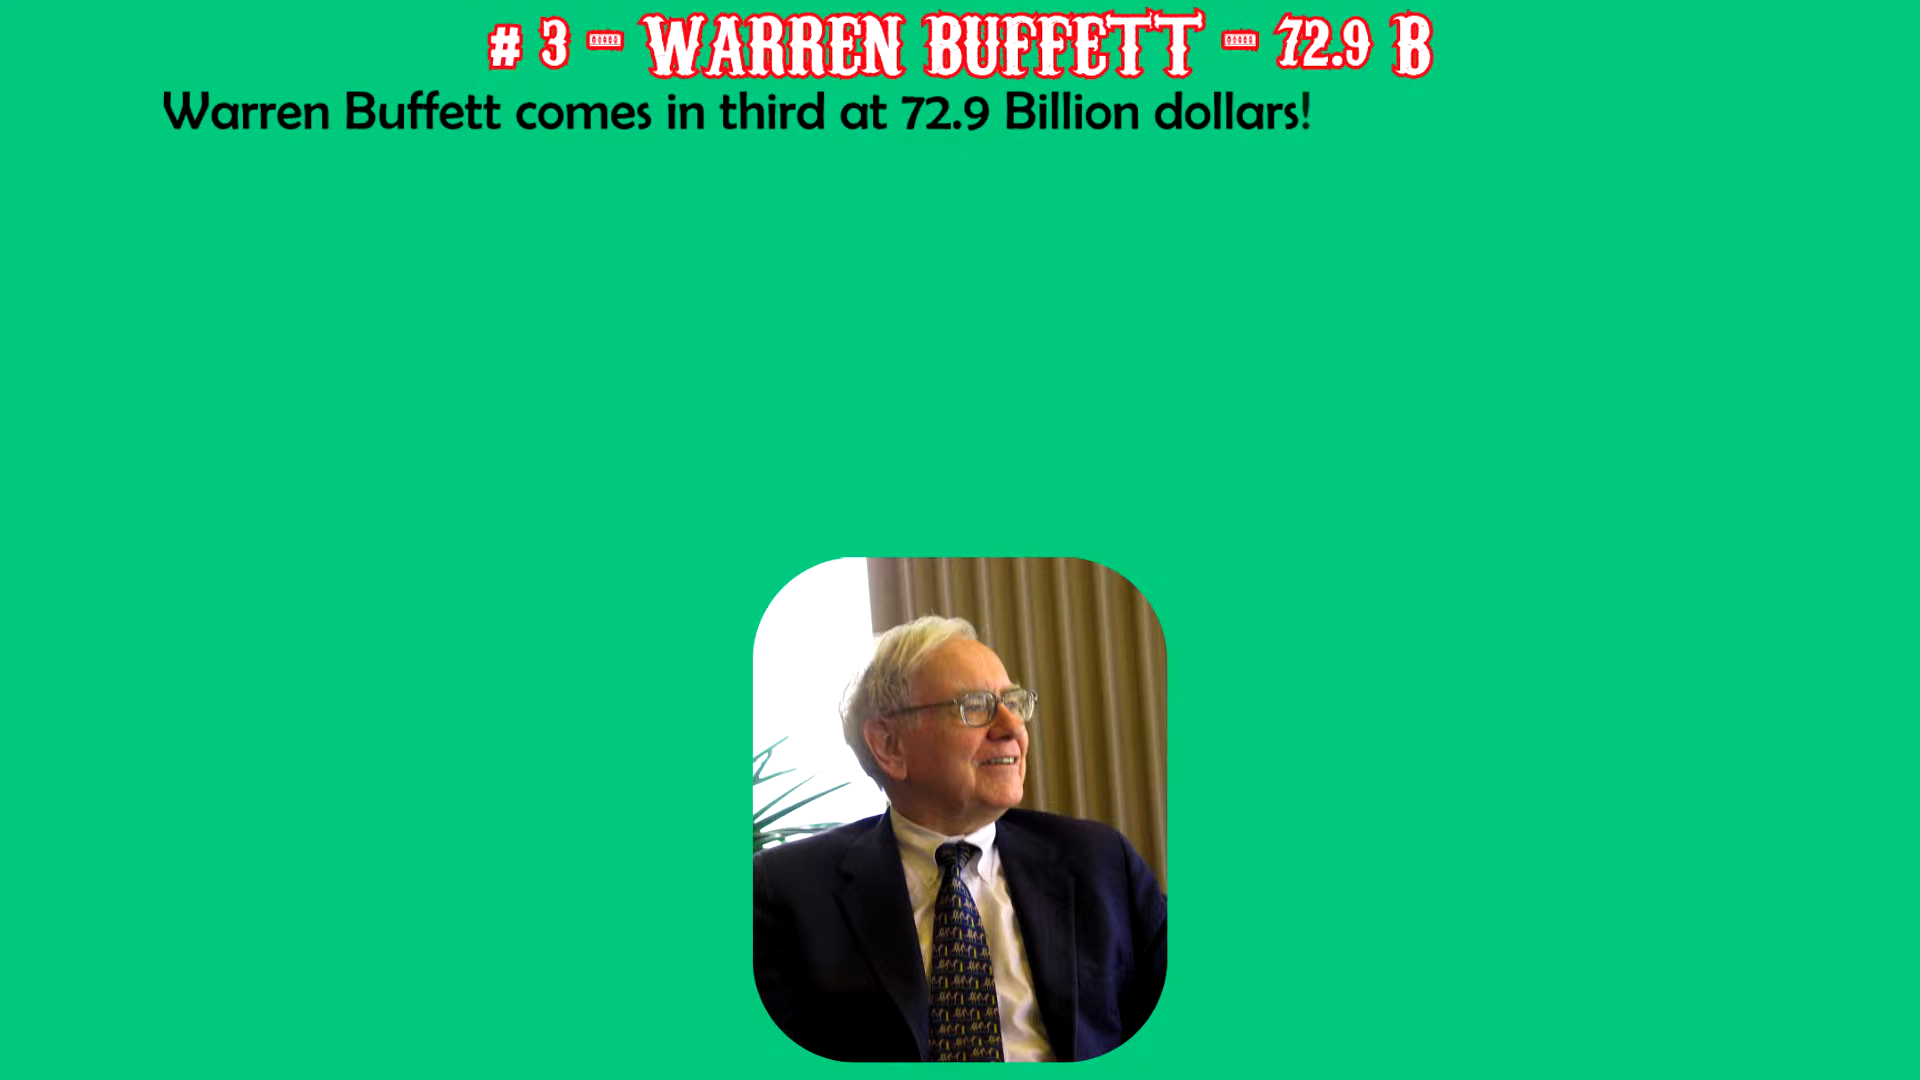 # 3 - WARREN BUFFETT - 72.9 B
Warren Buffett comes in third at 72.9 Billion dollars!